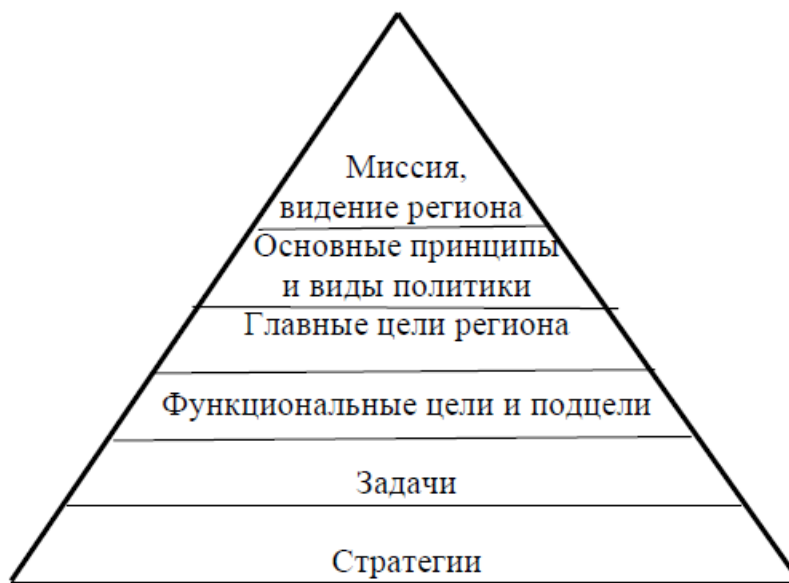 Миссия,
видение региона
Основные принципы
и виды политики
Главные цели региона
Функциональные цели и подцели
Задачи
Стратегии